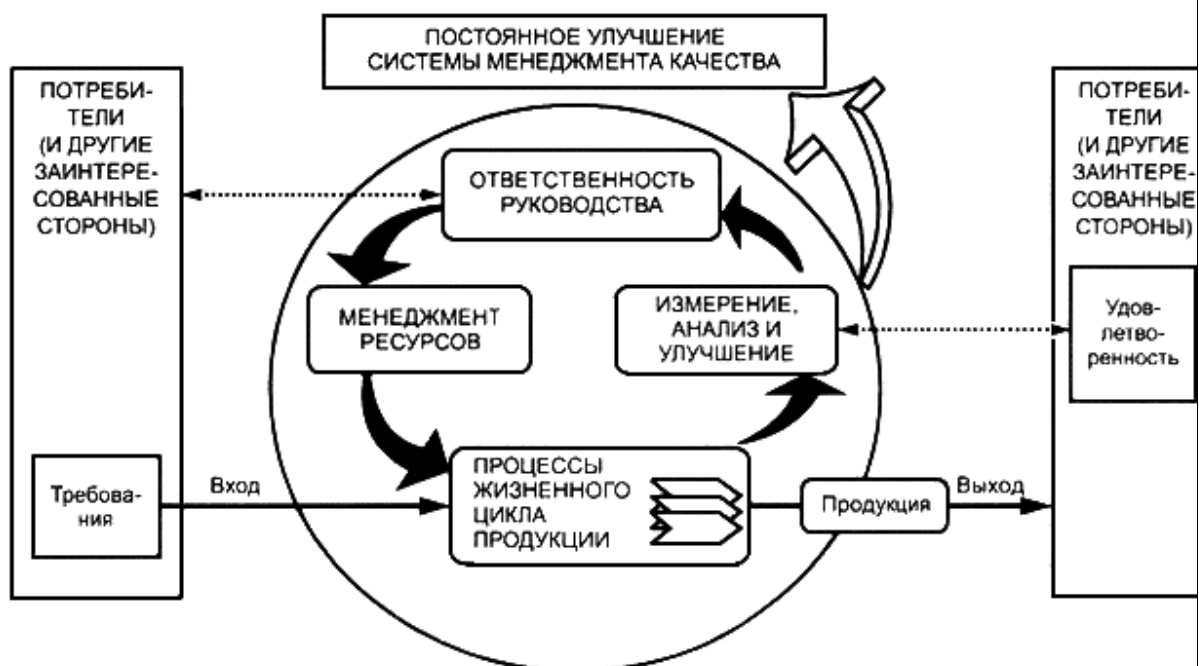 ПОСТОЯННОЕ УЛУЧШЕНИЕ
СИСТЕМЫ МЕНЕДЖМЕНТА КАЧЕСТВА
ПОТРЕБИ-
ТЕЛИ
(И ДРУГИЕ
ЗАИНТЕРЕ-
СОВАННЫЕ
СТОРОНЫ)
ОТВЕТСТВЕННОСТЬ
РУКОВОДСТВА
ПОТРЕБИ-
ТЕЛИ
(И ДРУГИЕ
ЗАИНТЕРЕ-
СОВАННЫЕ
СТОРОНЫ)
МЕНЕДЖМЕНТ
РЕСУРСОВ
ИЗМЕРЕНИЕ,
АНАЛИЗ И
УЛУЧШЕНИЕ
Удов-
летво-
ренность
Требова-
ния
Вход
ПРОЦЕССЫ
ЖИЗНЕННОГО
ЦИКЛА
ПРОДУКЦИИ
Продукция
Выход